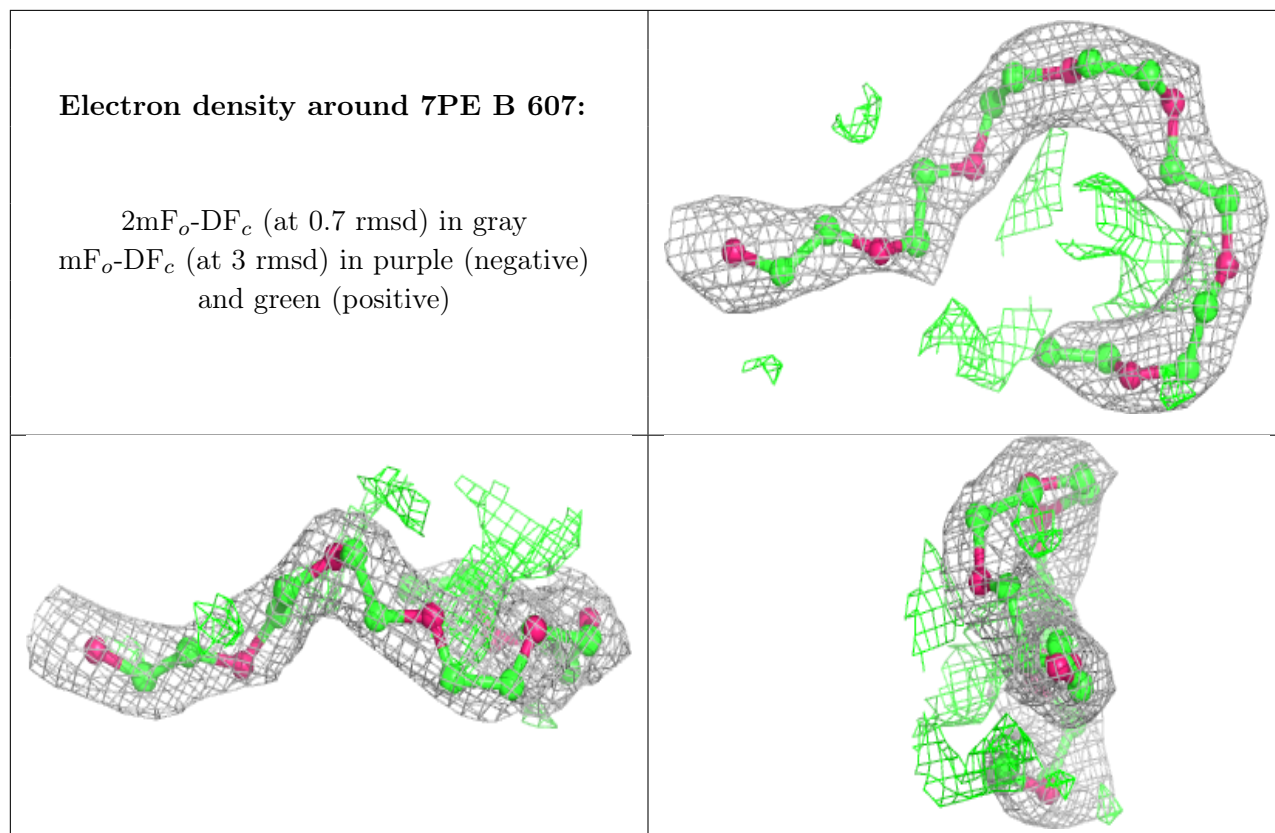 Electron density around 7PE B 607:
2mFo-DFc (at 0.7 rmsd) in gray
mFo-DFc (at 3 rmsd) in purple (negative)
and green (positive)